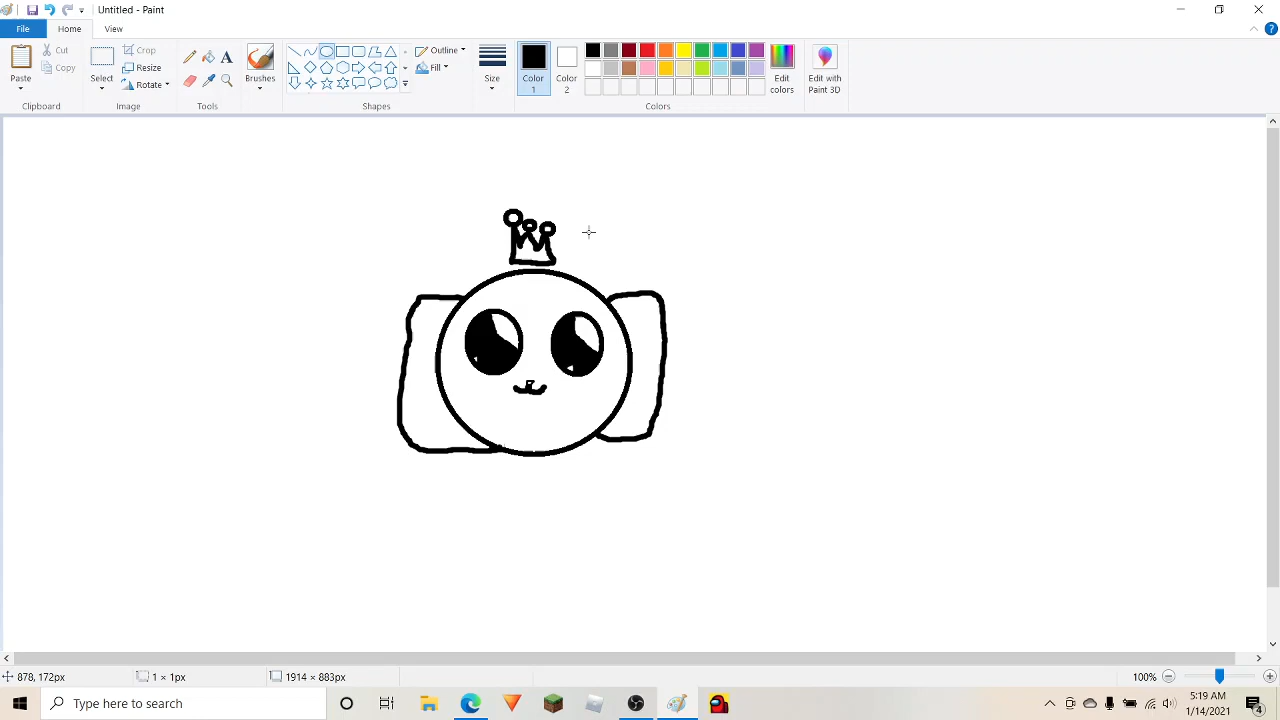 Untitled - Paint
File Home View
Paste
Cut
Copy
Clipboard
Select
Crop
Resize
Rotate
Image
A
Tools
Brushes
Outline
Fill
Shapes
Size
Color 1
Color 2
Edit colors
Colors
Edit with Paint 3D
878, 172px
1 × 1px
1914 × 883px
100%
Type here to search
5:19 AM
1/14/2021
4